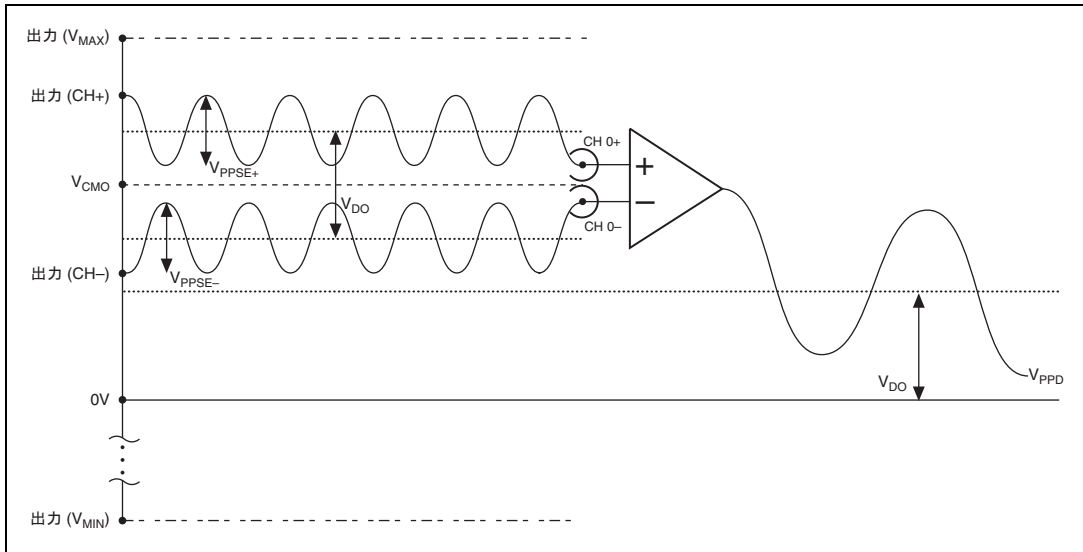 出力 (VMAX)
出力 (CH+)
VPPSE+
CH 0+
+
VCMO
VDO
−
CH 0–
出力 (CH–)
VPPSE–
VDO
VPPD
0V
出力 (VMIN)